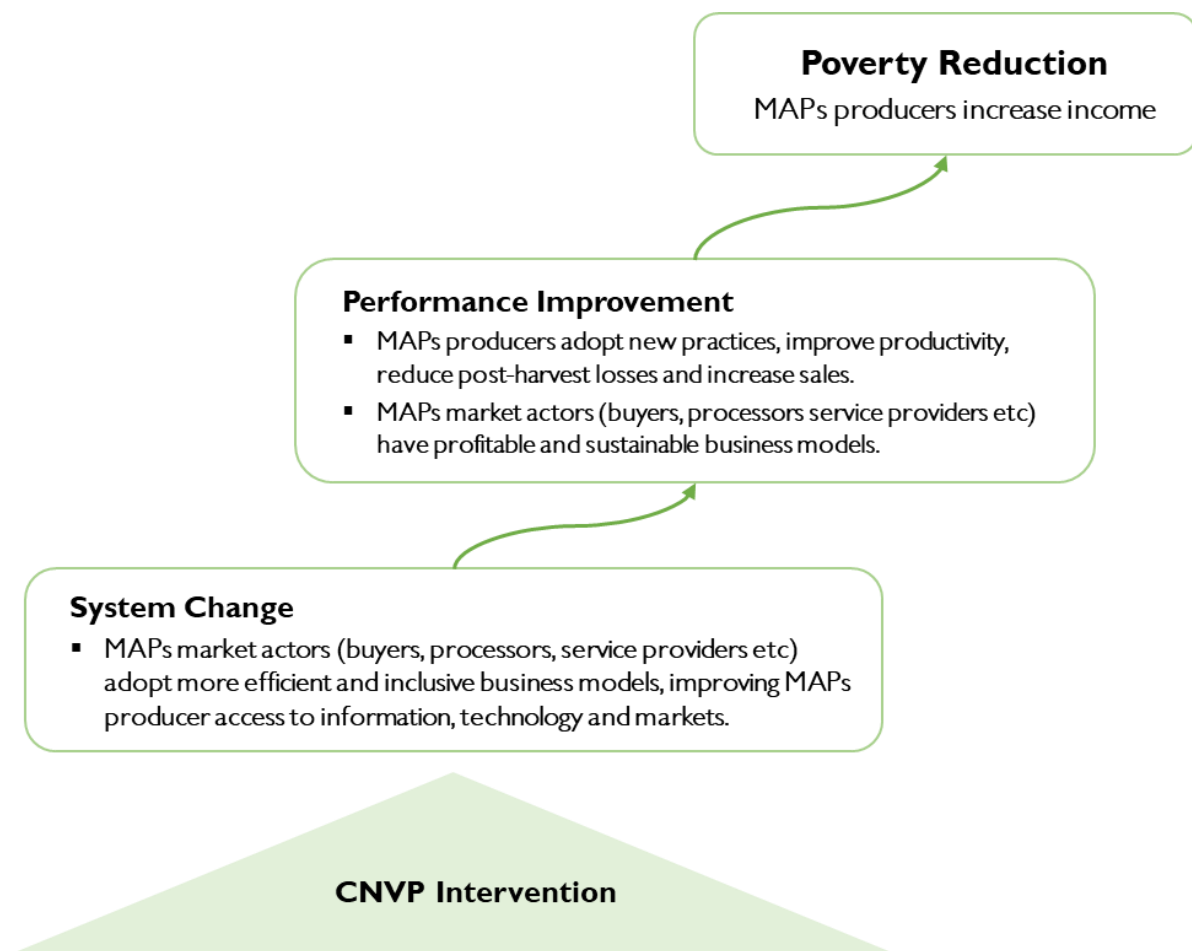 Poverty Reduction
MAPs producers increase income
Performance Improvement
▪ MAPs producers adopt new practices, improve productivity,
reduce post-harvest losses and increase sales.
▪ MAPs market actors (buyers, processors service providers etc)
have profitable and sustainable business models.
System Change
▪ MAPs market actors (buyers, processors, service providers etc)
adopt more efficient and inclusive business models, improving MAPs
producer access to information, technology and markets.
CNVP Intervention